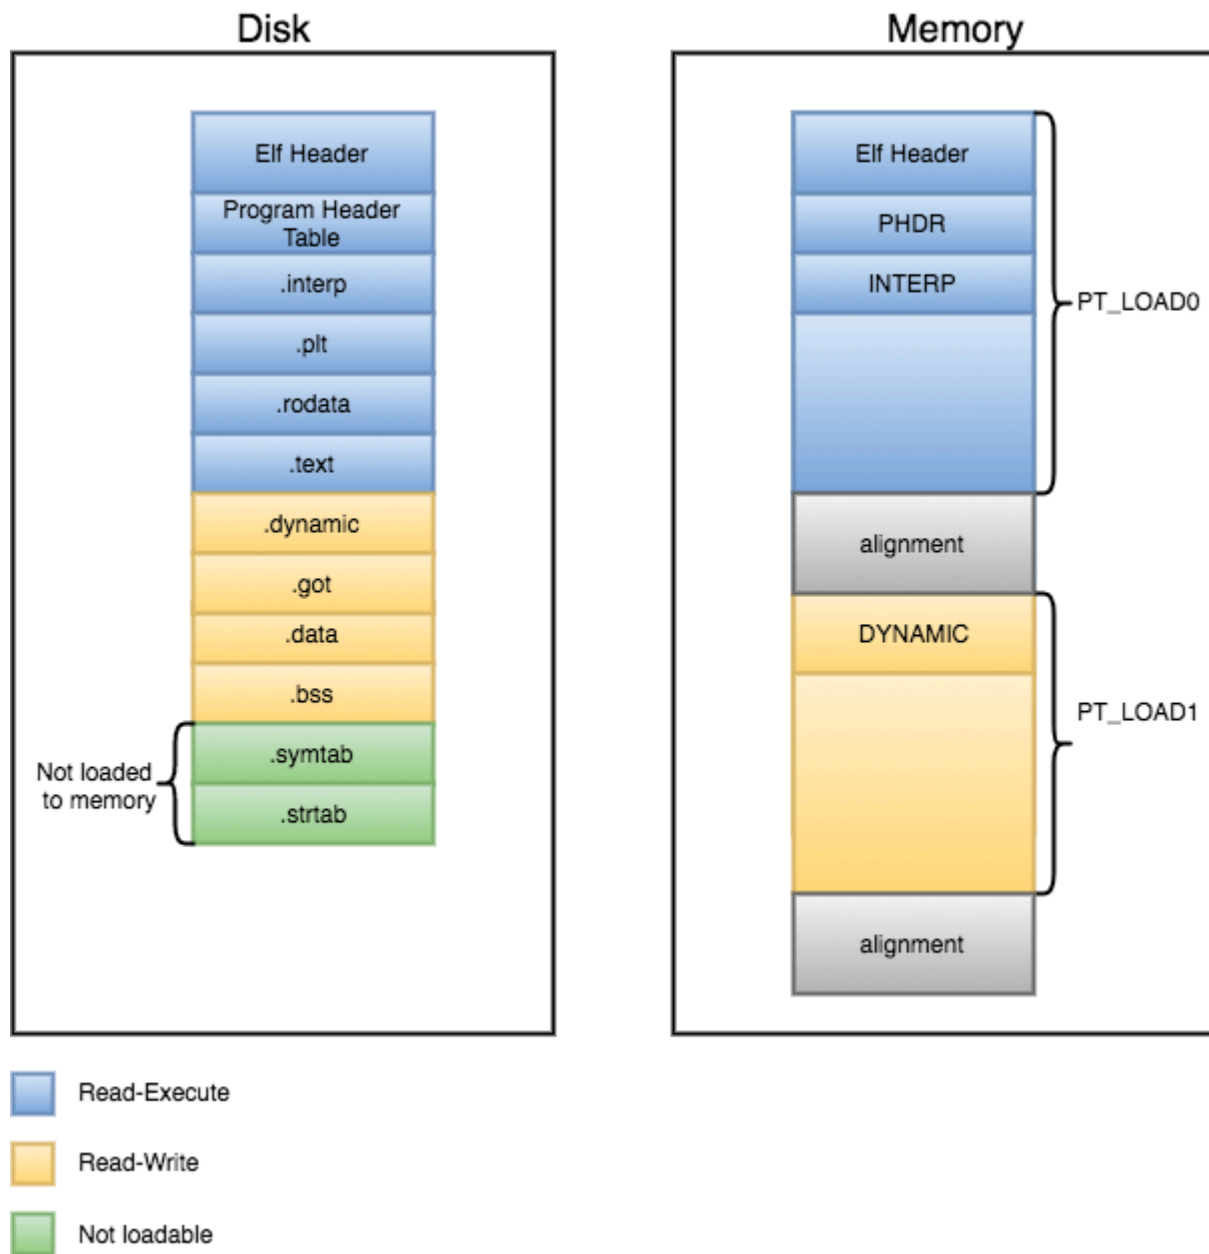 Disk
Elf Header
Program Header
Table
.interp
.plt
.rodata
.text
.dynamic
.got
.data
.bss
.symtab
.strtab
Not loaded
to memory
Memory
Elf Header
PHDR
INTERP
PT_LOAD0
alignment
DYNAMIC
PT_LOAD1
alignment
Read-Execute
Read-Write
Not loadable